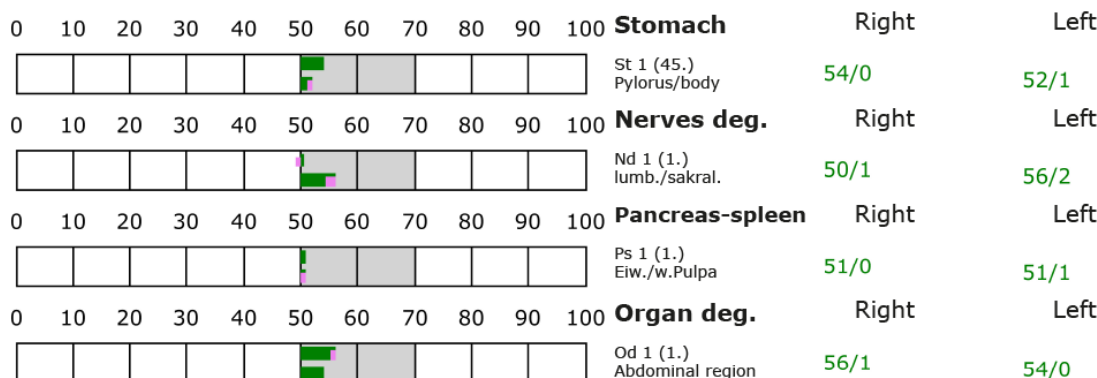 0 10 20 30 40 50 60 70 80 90 100 Stomach Right Left
St 1 (45.)
Pylorus/body
54/0 52/1
0 10 20 30 40 50 60 70 80 90 100 Nerves deg. Right Left
Nd 1 (1.)
lumb./sakral.
50/1 56/2
0 10 20 30 40 50 60 70 80 90 100 Pancreas-spleen Right Left
Ps 1 (1.)
Eiw./w.Pulpa
51/0 51/1
0 10 20 30 40 50 60 70 80 90 100 Organ deg. Right Left
Od 1 (1.)
Abdominal region
56/1 54/0